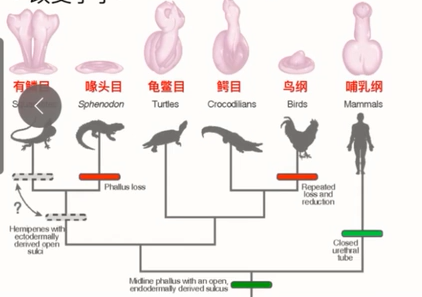 有鳞目
喙头目
龟鳖目
鳄目
鸟纲
哺乳纲
Sphenodon
Turtles
Crocodilians
Birds
Mammals
Phallus loss
Repeated
loss and
reduction
?
Hempenes with
ectodermally
derived open
sulci
Closed
urethral
tube
Midline phallus with an open,
endodermally derived sulcus